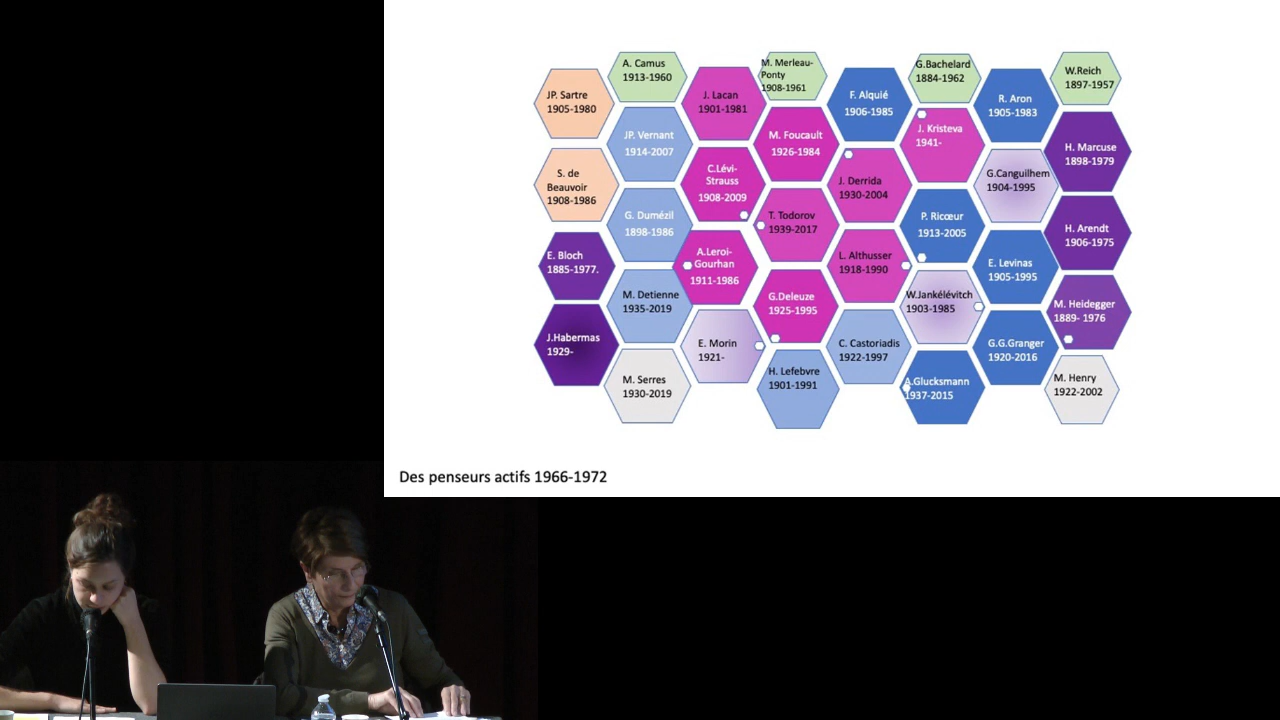 JP. Sartre
1905-1980
A. Camus
1913-1960
J. Lacan
1901-1981
M. Merleau-
Ponty
1908-1961
F. Alquié
1906-1985
G.Bachelard
1884-1962
R. Aron
1905-1983
W.Reich
1897-1957
JP. Vernant
1914-2007
M. Foucault
1926-1984
J. Kristeva
1941-
H. Marcuse
1898-1979
S. de
Beauvoir
1908-1986
C.Lévi-
Strauss
1908-2009
J. Derrida
1930-2004
G.Canguilhem
1904-1995
G. Dumézil
1898-1986
T. Todorov
1939-2017
P. Ricœur
1913-2005
H. Arendt
1906-1975
E. Bloch
1885-1977.
A.Leroi-
Gourhan
1911-1986
L. Althusser
1918-1990
E. Levinas
1905-1995
M. Detienne
1935-2019
G.Deleuze
1925-1995
W.Jankélévitch
1903-1985
M. Heidegger
1889- 1976
J.Habermas
1929-
E. Morin
1921-
C. Castoriadis
1922-1997
G.G.Granger
1920-2016
M. Serres
1930-2019
H. Lefebvre
1901-1991
A.Glucksmann
1937-2015
M. Henry
1922-2002
Des penseurs actifs 1966-1972